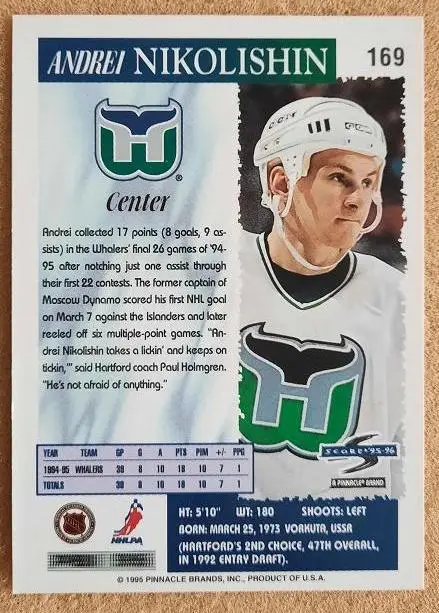 ANDREI NIKOLISHIN
169
®
Center
CCM
CCM
Andrei collected 17 points (8 goals, 9 as-
sists) in the Whalers' final 26 games of '94-
95 after notching just one assist through
their first 22 contests. The former captain of
Moscow Dynamo scored his first NHL goal
on March 7 against the Islanders and later
reeled off six multiple-point games. "An-
drei Nikolishin takes a lickin' and keeps on
tickin,'" said Hartford coach Paul Holmgren.
"He's not afraid of anything."
SCORE® '95-96
A PINNACLE® BRAND
YEAR TEAM GP G A PTS PIM +/- PPG
1994-95 WHALERS 39 8 10 18 10 7 1
TOTALS 39 8 10 18 10 7 1
HT: 5'10" WT: 180 SHOOTS: LEFT
BORN: MARCH 25, 1973 VORKUTA, USSR
(HARTFORD'S 2ND CHOICE, 47TH OVERALL,
IN 1992 ENTRY DRAFT).
NHL
NHLPA
© 1995 PINNACLE BRANDS, INC., PRODUCT OF U.S.A.